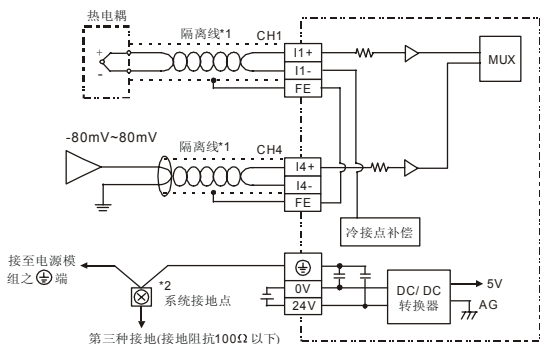 热电耦
隔离线*1
CH1
+
-
I1+
I1-
FE
MUX
-80mV~80mV
隔离线*1
CH4
I4+
I4-
FE
冷接点补偿
接至电源模
组之 端
*2
系统接地点
第三种接地(接地阻抗100Ω 以下)
0V
24V
DC/ DC
转换器
5V
AG